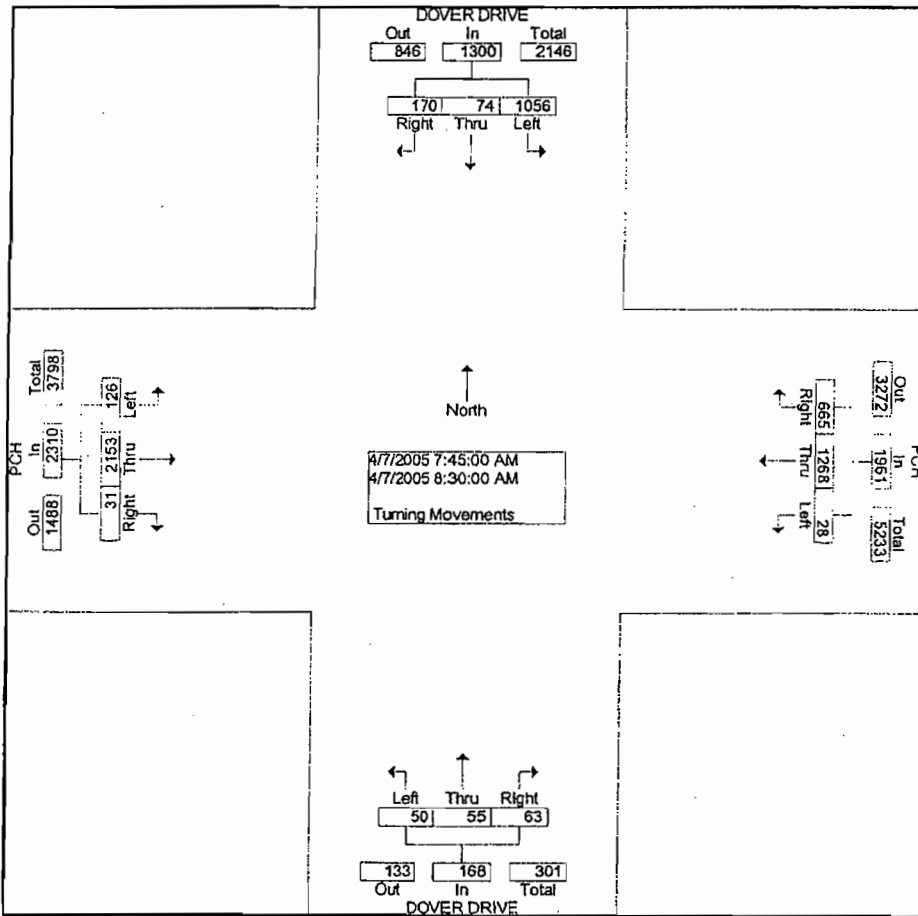 DOVER DRIVE
Out In Total
846 1300 2146
170 74 1056
Right Thru Left
North
4/7/2005 7:45:00 AM
4/7/2005 8:30:00 AM
Turning Movements
PCH
Total In Out
3798 2310 1488
126 2153 31
Left Thru Right
PCH
Out In Total
3272 1961 5233
665 1268 28
Right Thru Left
Left Thru Right
50 55 63
133 168 301
Out In Total
DOVER DRIVE